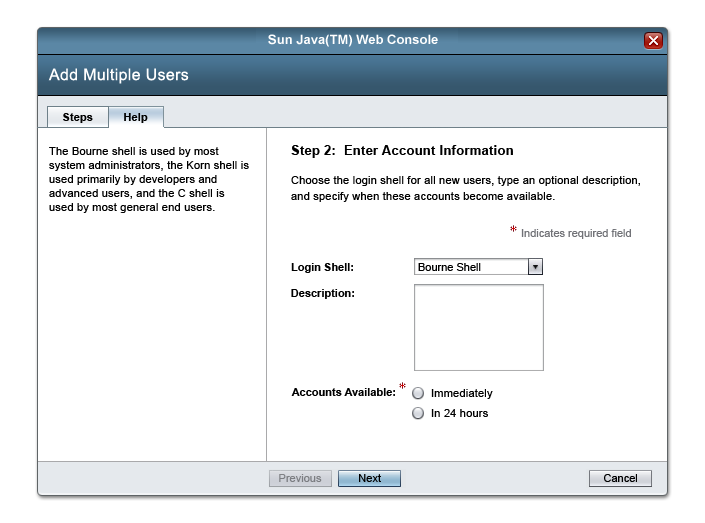 Sun Java(TM) Web Console
Add Multiple Users
Steps
Help
The Bourne shell is used by most
system administrators, the Korn shell is
used primarily by developers and
advanced users, and the C shell is
used by most general end users.
Step 2: Enter Account Information
Choose the login shell for all new users, type an optional description,
and specify when these accounts become available.
* Indicates required field
Login Shell:
Bourne Shell
Description:
Accounts Available: *
Immediately
In 24 hours
Previous
Next
Cancel